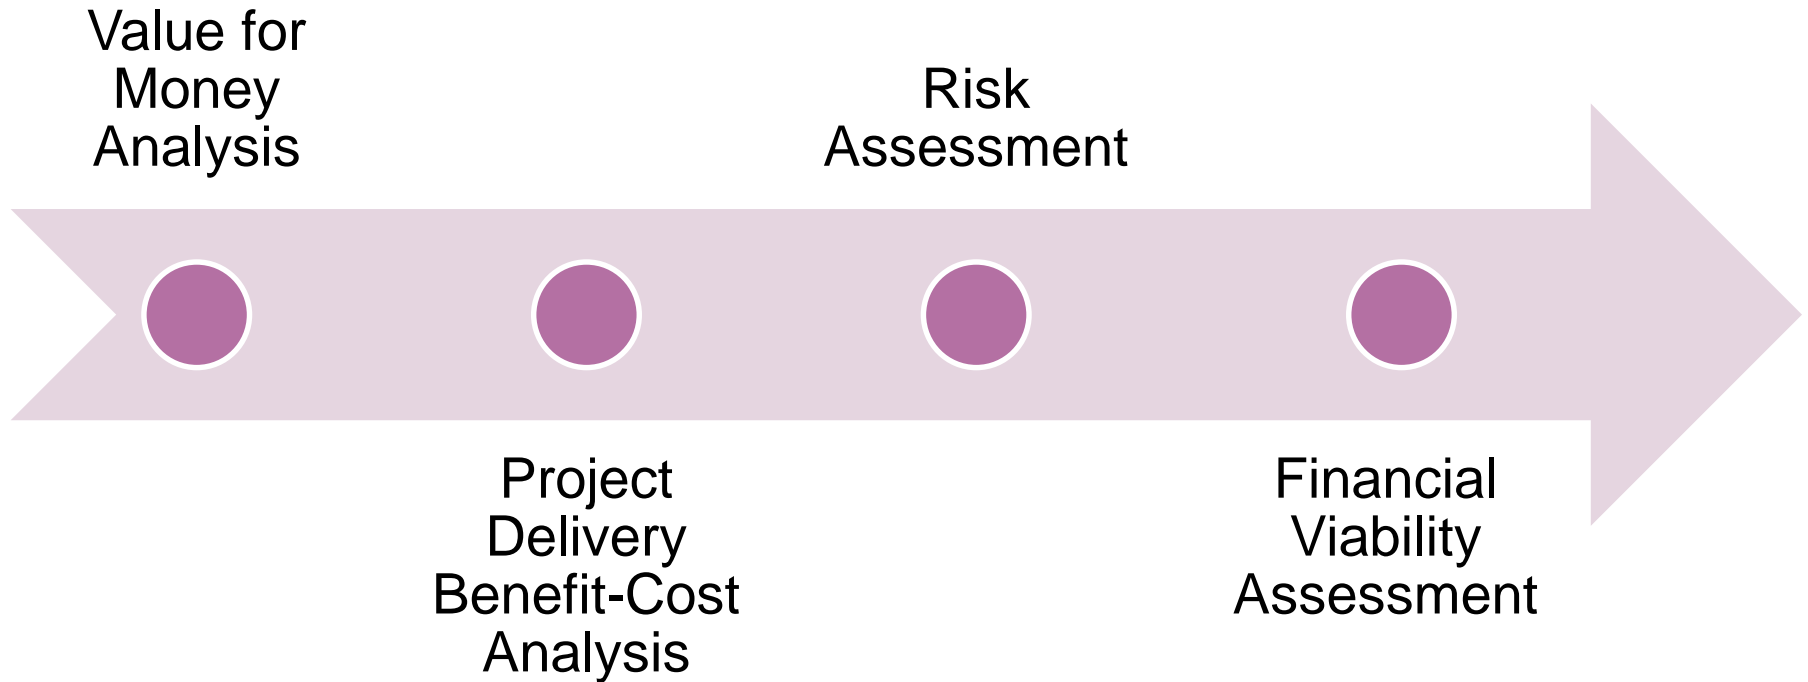 Value for
Money
Analysis
Project
Delivery
Benefit-Cost
Analysis
Risk
Assessment
Financial
Viability
Assessment